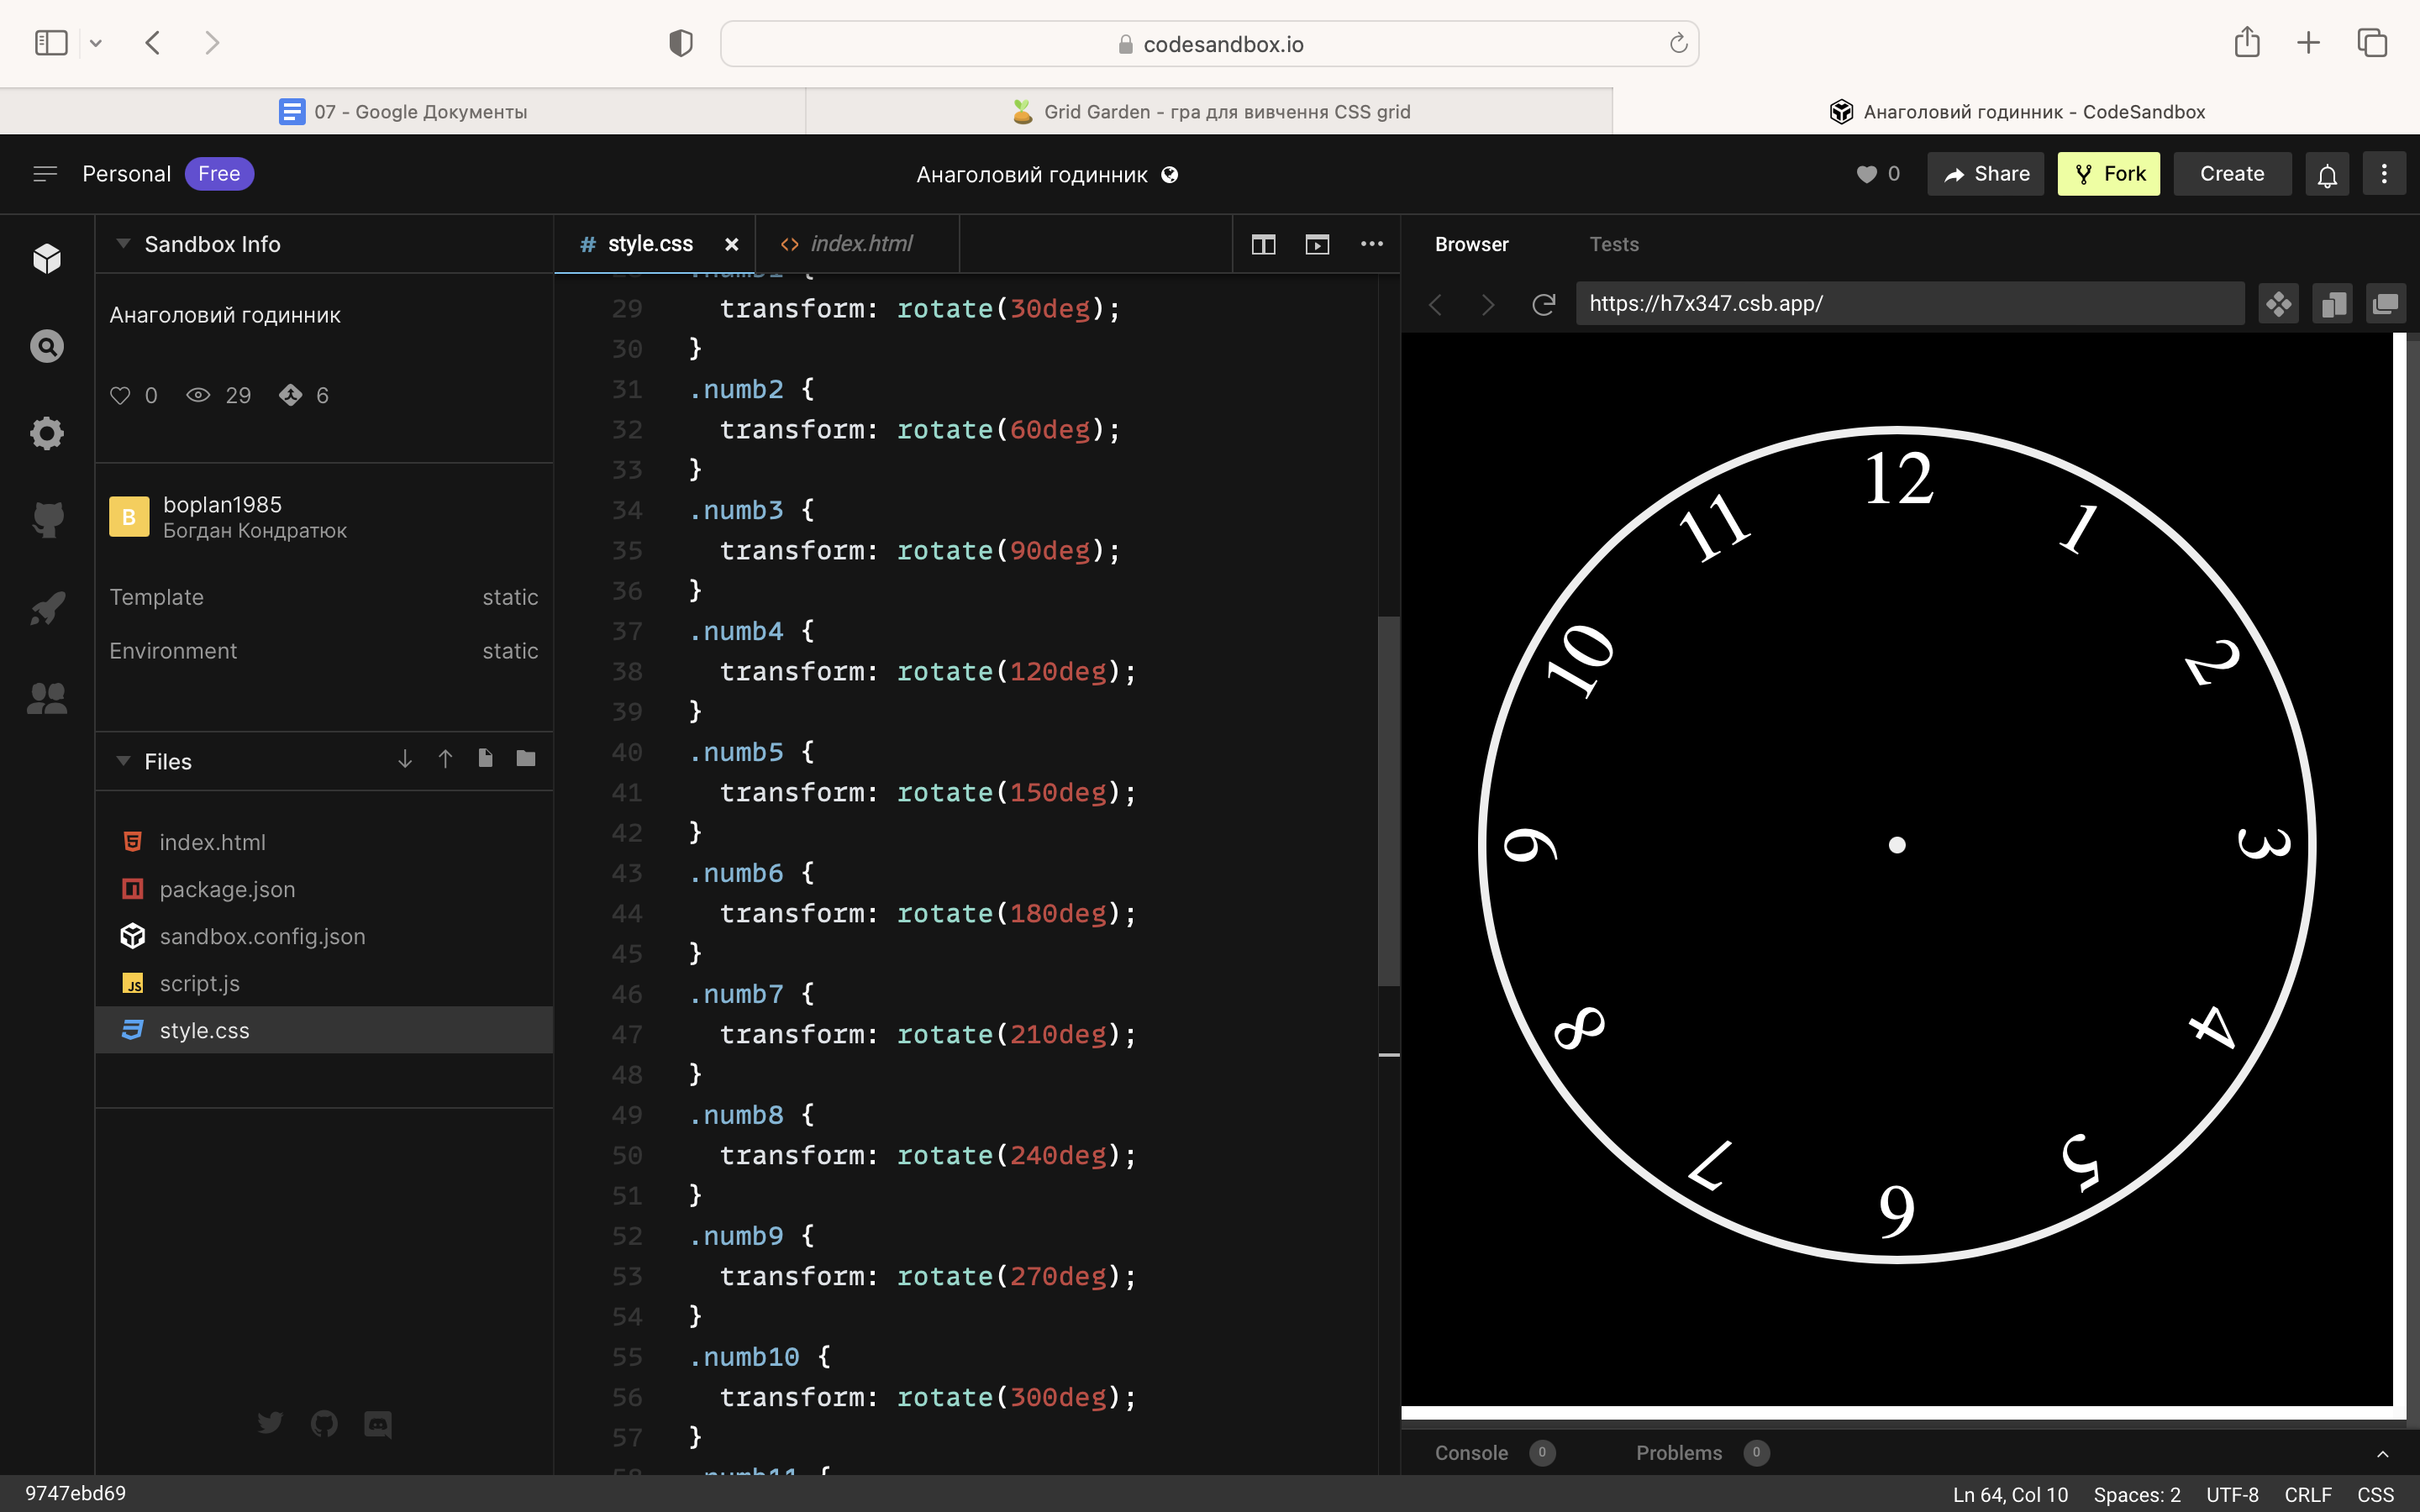 codesandbox.io
07 - Google Документы
Grid Garden - гра для вивчення CSS grid
Анаголовий годинник - CodeSandbox
Personal Free
Анаголовий годинник
0
Share
Fork
Create
Sandbox Info
Анаголовий годинник
0 29 6
B
boplan1985
Богдан Кондратюк
Template static
Environment static
Files
index.html
package.json
sandbox.config.json
JS script.js
style.css
# style.css
<> index.html
29 transform: rotate(30deg);
30 }
31 .numb2 {
32 transform: rotate(60deg);
33 }
34 .numb3 {
35 transform: rotate(90deg);
36 }
37 .numb4 {
38 transform: rotate(120deg);
39 }
40 .numb5 {
41 transform: rotate(150deg);
42 }
43 .numb6 {
44 transform: rotate(180deg);
45 }
46 .numb7 {
47 transform: rotate(210deg);
48 }
49 .numb8 {
50 transform: rotate(240deg);
51 }
52 .numb9 {
53 transform: rotate(270deg);
54 }
55 .numb10 {
56 transform: rotate(300deg);
57 }
58 .numb11 {
Browser Tests
https://h7x347.csb.app/
12
1
2
3
4
5
6
7
8
9
10
11
Console 0
Problems 0
9747ebd69
Ln 64, Col 10
Spaces: 2
UTF-8
CRLF
CSS